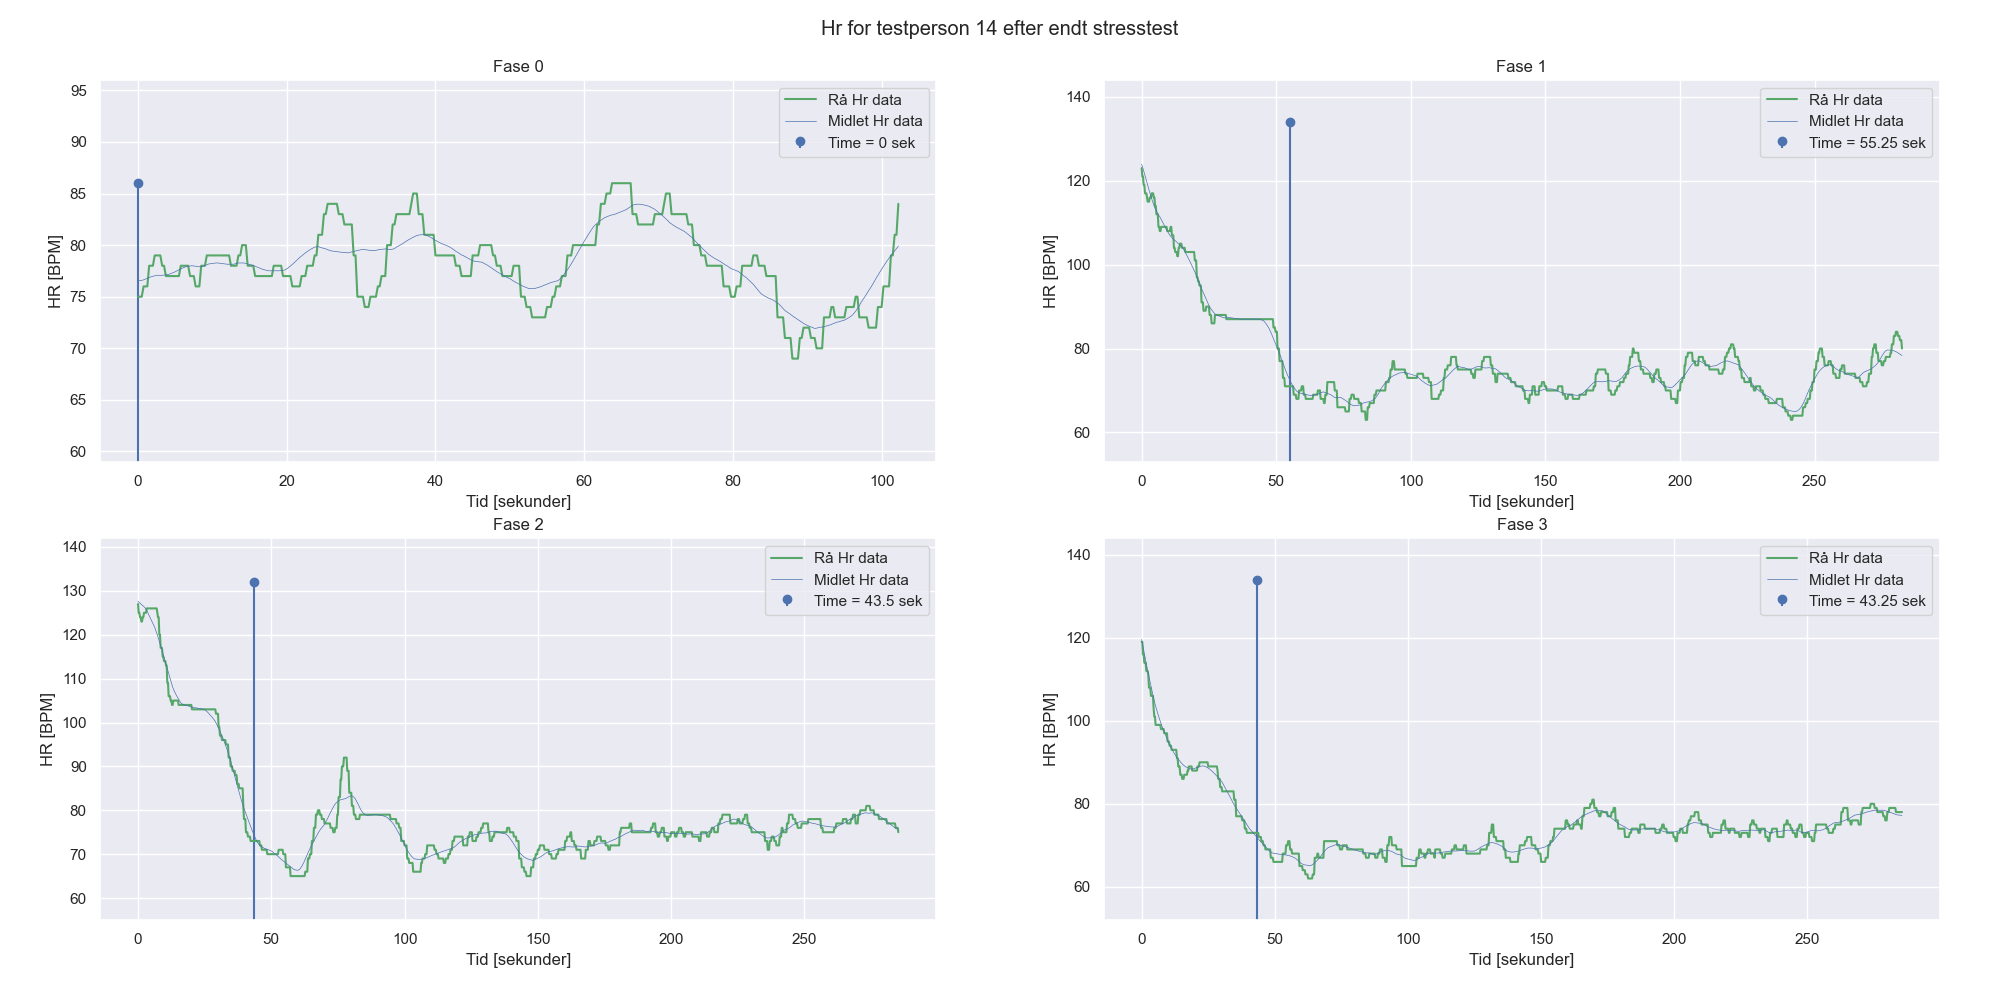 Hr for testperson 14 efter endt stresstest
Fase 0
95
90
85
80
75
70
65
60
HR [BPM]
0 20 40 60 80 100
Tid [sekunder]
Rå Hr data
Midlet Hr data
Time = 0 sek
Fase 1
140
120
100
80
60
HR [BPM]
0 50 100 150 200 250
Tid [sekunder]
Rå Hr data
Midlet Hr data
Time = 55.25 sek
Fase 2
140
130
120
110
100
90
80
70
60
HR [BPM]
0 50 100 150 200 250
Tid [sekunder]
Rå Hr data
Midlet Hr data
Time = 43.5 sek
Fase 3
140
120
100
80
60
HR [BPM]
0 50 100 150 200 250
Tid [sekunder]
Rå Hr data
Midlet Hr data
Time = 43.25 sek